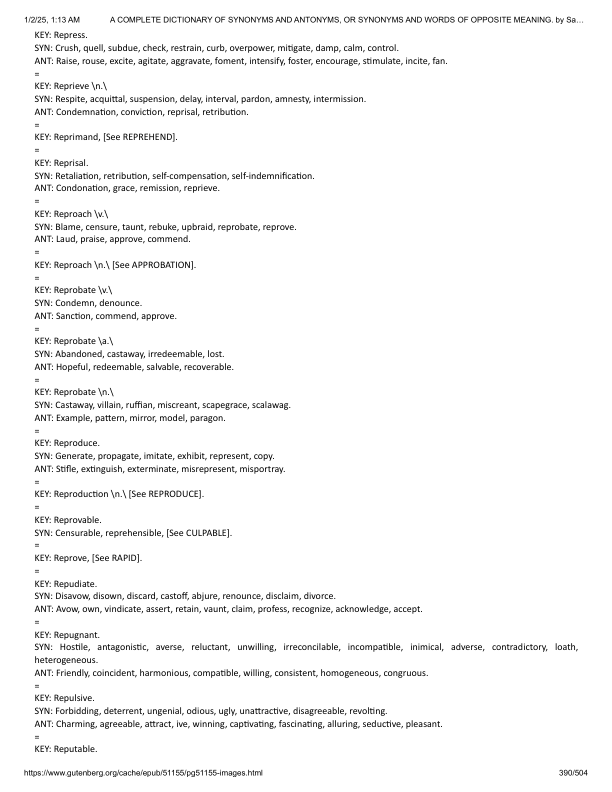 1/2/25, 1:13 AM A COMPLETE DICTIONARY OF SYNONYMS AND ANTONYMS, OR SYNONYMS AND WORDS OF OPPOSITE MEANING. by Sa…
KEY: Repress.
SYN: Crush, quell, subdue, check, restrain, curb, overpower, mitigate, damp, calm, control.
ANT: Raise, rouse, excite, agitate, aggravate, foment, intensify, foster, encourage, stimulate, incite, fan.
=
KEY: Reprieve \n.\
SYN: Respite, acquittal, suspension, delay, interval, pardon, amnesty, intermission.
ANT: Condemnation, conviction, reprisal, retribution.
=
KEY: Reprimand, [See REPREHEND].
=
KEY: Reprisal.
SYN: Retaliation, retribution, self-compensation, self-indemnification.
ANT: Condonation, grace, remission, reprieve.
=
KEY: Reproach \v.\
SYN: Blame, censure, taunt, rebuke, upbraid, reprobate, reprove.
ANT: Laud, praise, approve, commend.
=
KEY: Reproach \n.\ [See APPROBATION].
=
KEY: Reprobate \v.\
SYN: Condemn, denounce.
ANT: Sanction, commend, approve.
=
KEY: Reprobate \a.\
SYN: Abandoned, castaway, irredeemable, lost.
ANT: Hopeful, redeemable, salvable, recoverable.
=
KEY: Reprobate \n.\
SYN: Castaway, villain, ruffian, miscreant, scapegrace, scalawag.
ANT: Example, pattern, mirror, model, paragon.
=
KEY: Reproduce.
SYN: Generate, propagate, imitate, exhibit, represent, copy.
ANT: Stifle, extinguish, exterminate, misrepresent, misportray.
=
KEY: Reproduction \n.\ [See REPRODUCE].
=
KEY: Reprovable.
SYN: Censurable, reprehensible, [See CULPABLE].
=
KEY: Reprove, [See RAPID].
=
KEY: Repudiate.
SYN: Disavow, disown, discard, castoff, abjure, renounce, disclaim, divorce.
ANT: Avow, own, vindicate, assert, retain, vaunt, claim, profess, recognize, acknowledge, accept.
=
KEY: Repugnant.
SYN: Hostile, antagonistic, averse, reluctant, unwilling, irreconcilable, incompatible, inimical, adverse, contradictory, loath,
heterogeneous.
ANT: Friendly, coincident, harmonious, compatible, willing, consistent, homogeneous, congruous.
=
KEY: Repulsive.
SYN: Forbidding, deterrent, ungenial, odious, ugly, unattractive, disagreeable, revolting.
ANT: Charming, agreeable, attract, ive, winning, captivating, fascinating, alluring, seductive, pleasant.
=
KEY: Reputable.
https://www.gutenberg.org/cache/epub/51155/pg51155-images.html 390/504